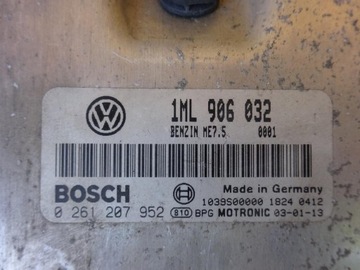 1ML 906 032
BENZIN ME7.5 0001
BOSCH
Made in Germany
1039S00000 1824 0412
0 261 207 952 810 BPG MOTRONIC 03-01-13